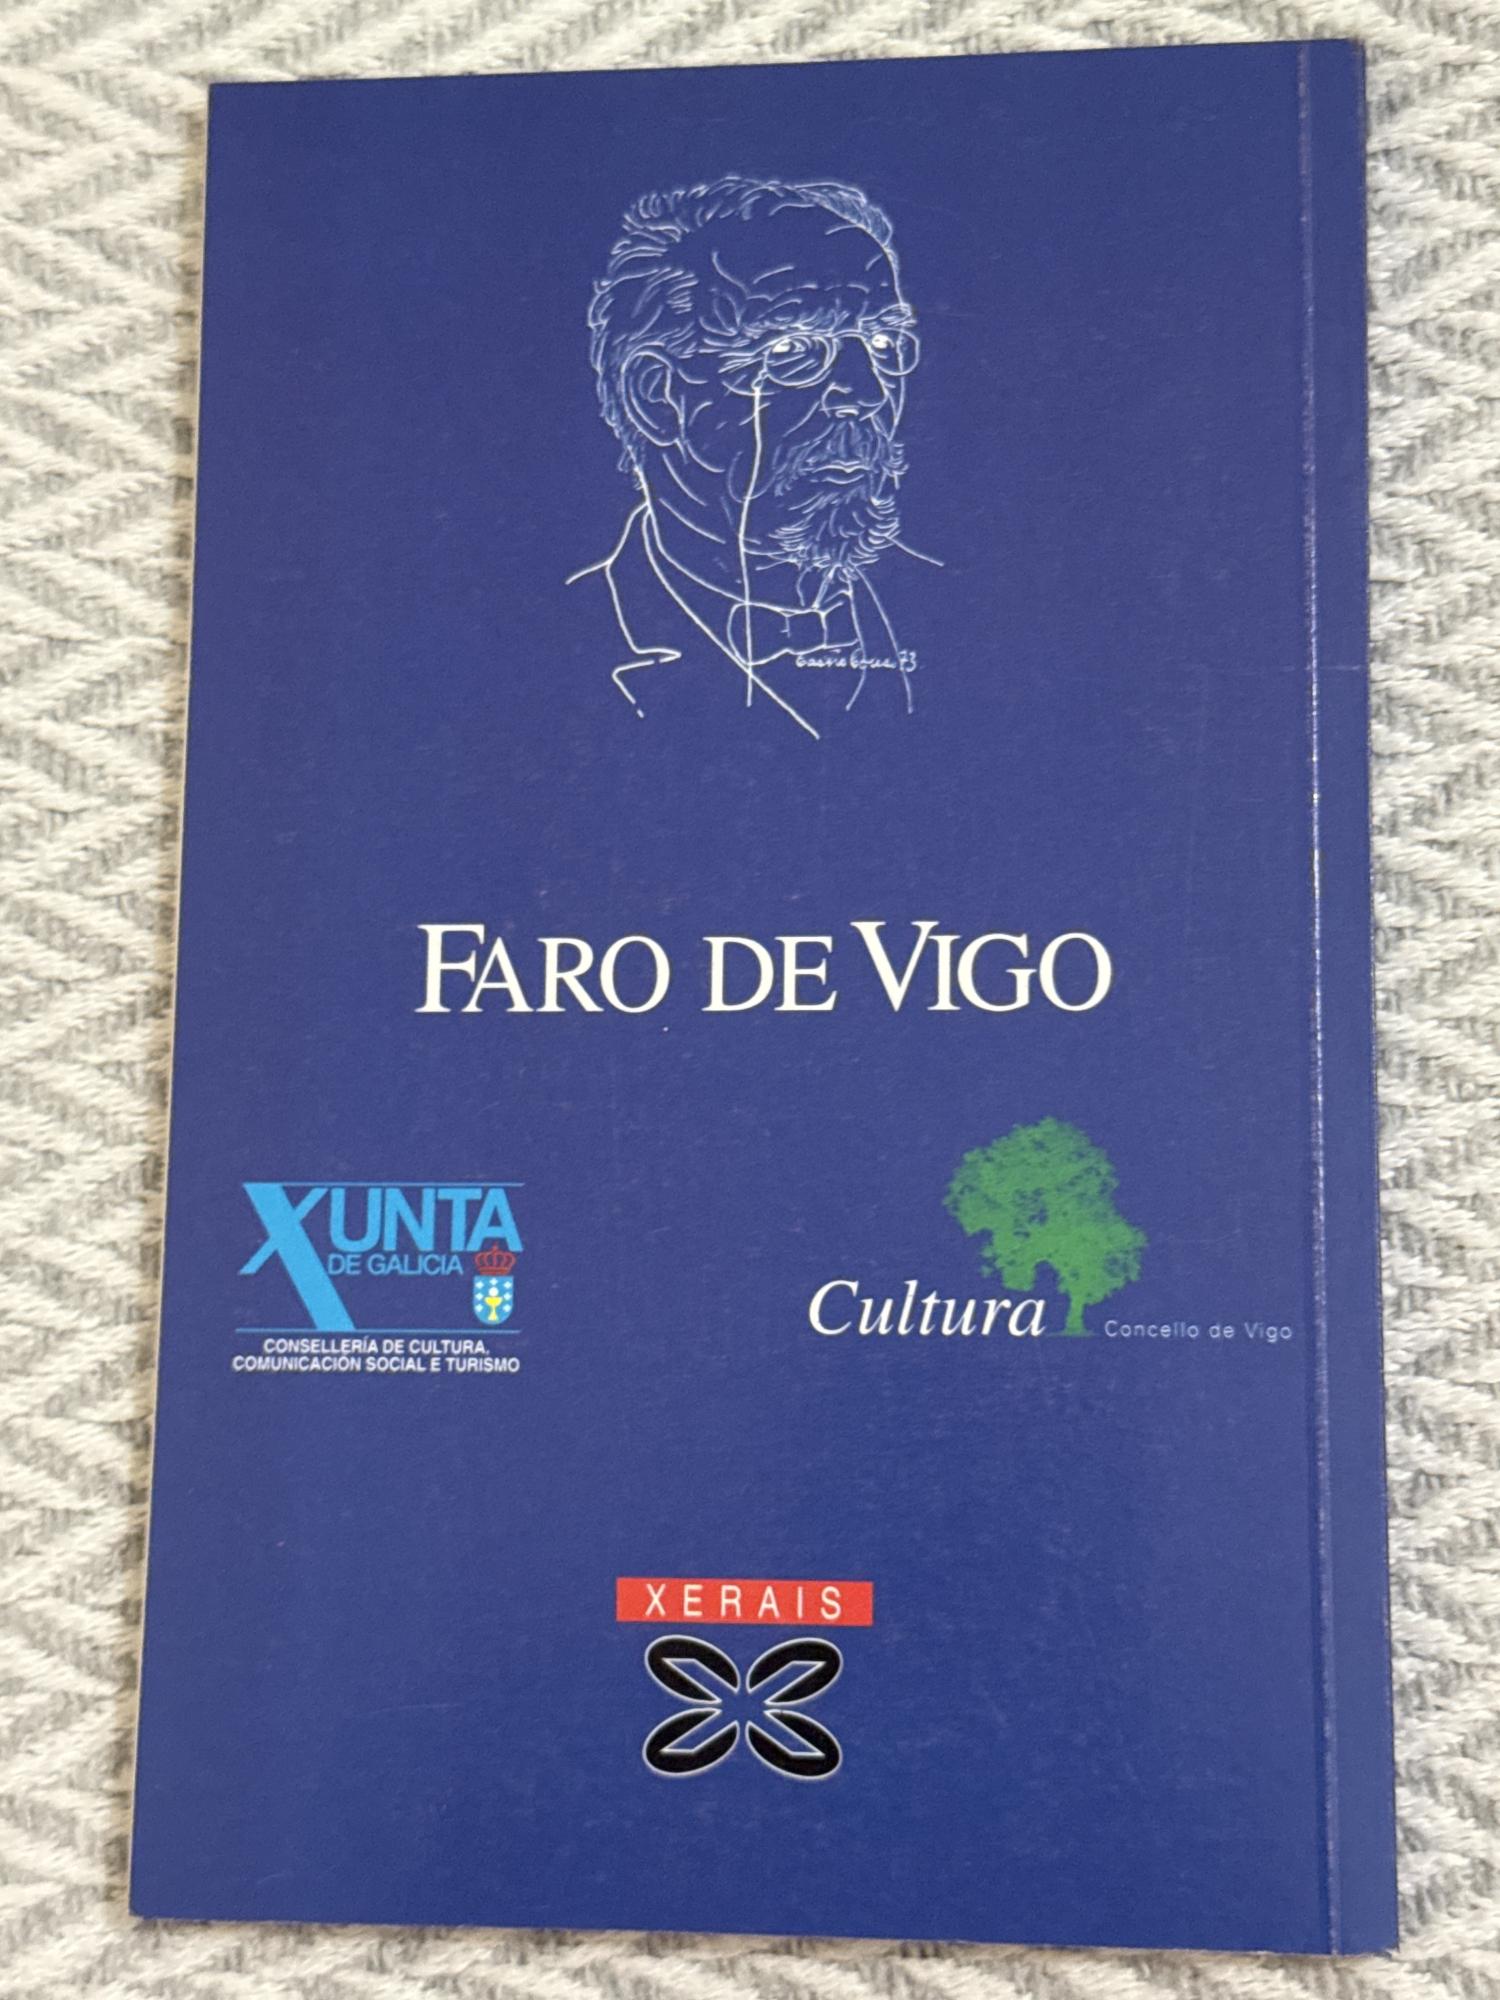 FARO DE VIGO
XUNTA
DE GALICIA
CONSELLERÍA DE CULTURA,
COMUNICACIÓN SOCIAL E TURISMO
Cultura
Concello de Vigo
XERAIS